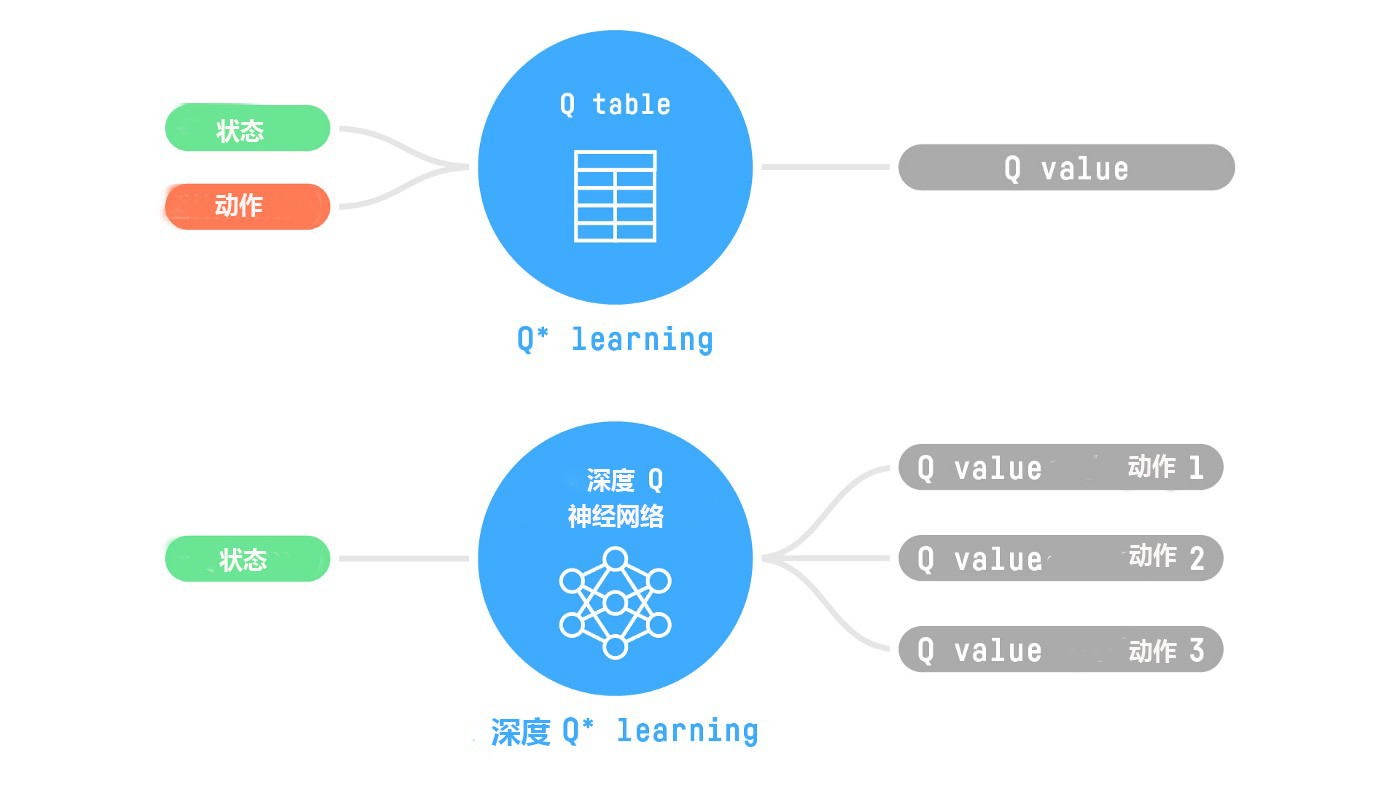 状态
动作
Q table
Q value
Q* learning
状态
深度 Q
神经网络
Q value 动作 1
Q value 动作 2
Q value 动作 3
深度 Q* learning